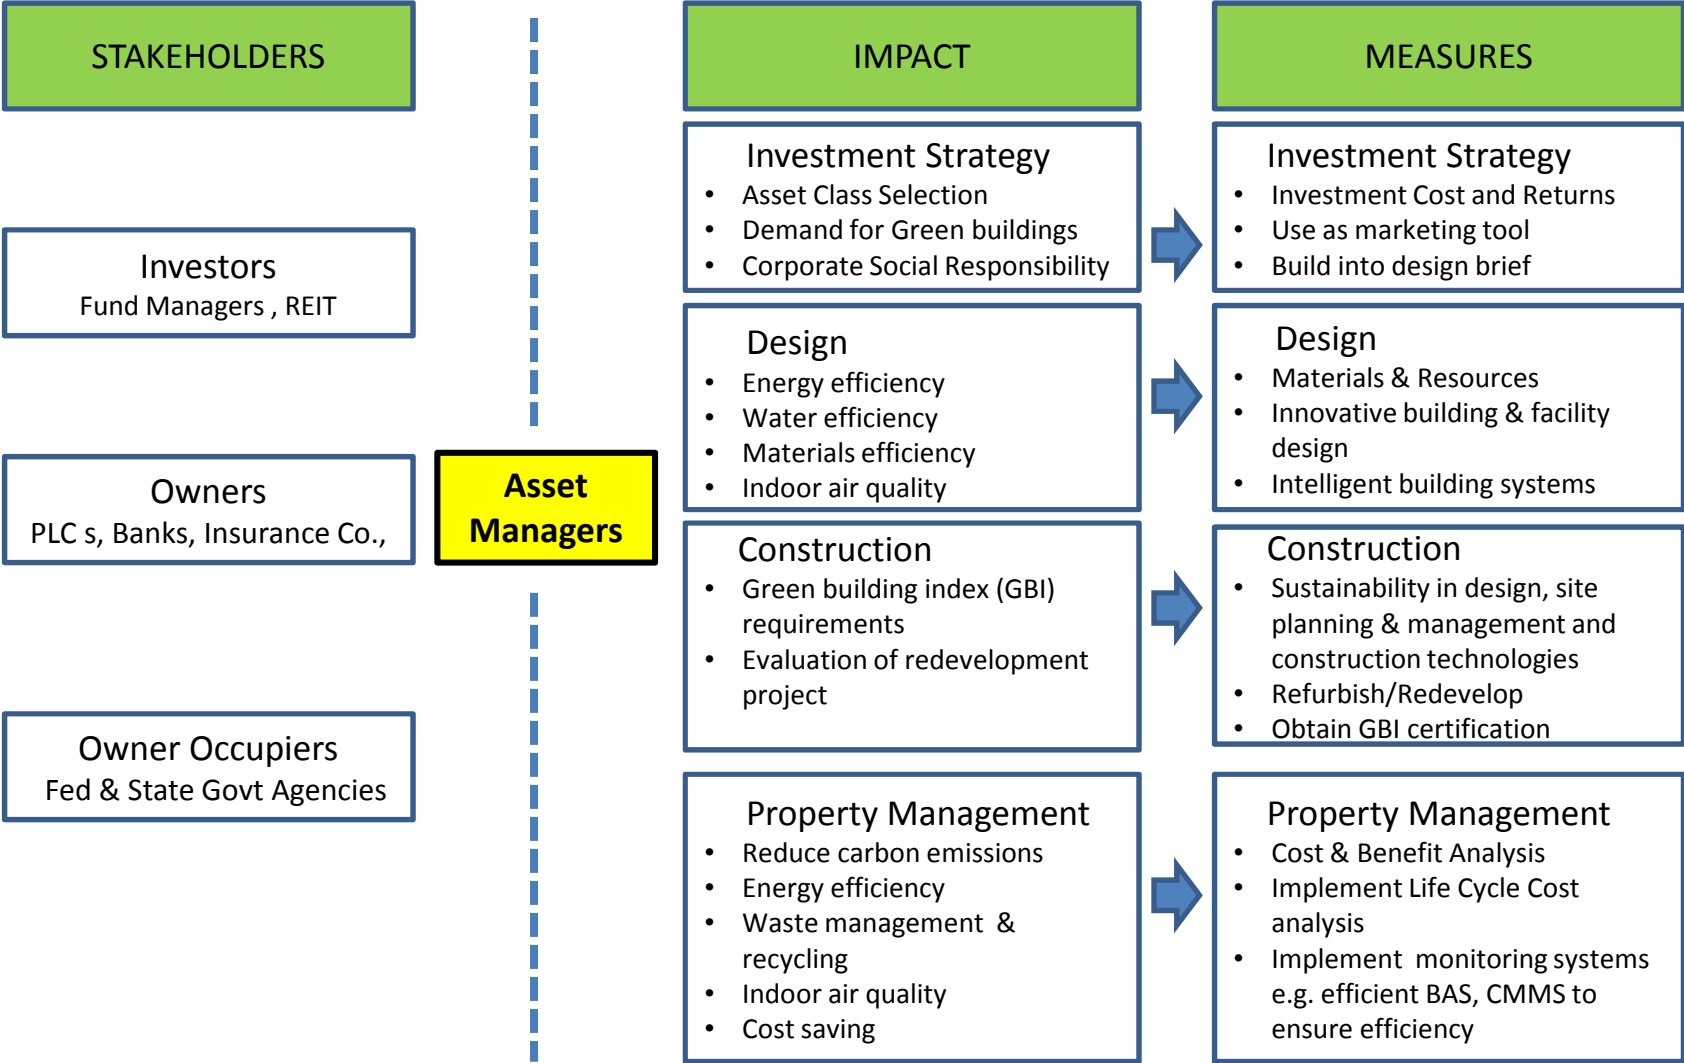 STAKEHOLDERS
Investors
Fund Managers , REIT
Owners
PLC s, Banks, Insurance Co.,
Owner Occupiers
Fed & State Govt Agencies
Asset
Managers
IMPACT
Investment Strategy
• Asset Class Selection
• Demand for Green buildings
• Corporate Social Responsibility
Design
• Energy efficiency
• Water efficiency
• Materials efficiency
• Indoor air quality
Construction
• Green building index (GBI)
requirements
• Evaluation of redevelopment
project
Property Management
• Reduce carbon emissions
• Energy efficiency
• Waste management &
recycling
• Indoor air quality
• Cost saving
MEASURES
Investment Strategy
• Investment Cost and Returns
• Use as marketing tool
• Build into design brief
Design
• Materials & Resources
• Innovative building & facility
design
• Intelligent building systems
Construction
• Sustainability in design, site
planning & management and
construction technologies
• Refurbish/Redevelop
• Obtain GBI certification
Property Management
• Cost & Benefit Analysis
• Implement Life Cycle Cost
analysis
• Implement monitoring systems
e.g. efficient BAS, CMMS to
ensure efficiency